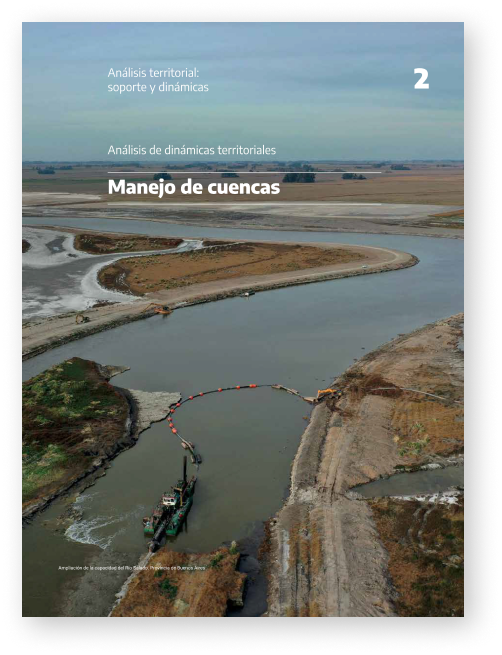 Análisis territorial:
soporte y dinámicas
2
Análisis de dinámicas territoriales
Manejo de cuencas
Ampliación de la capacidad del Río Salado, Provincia de Buenos Aires